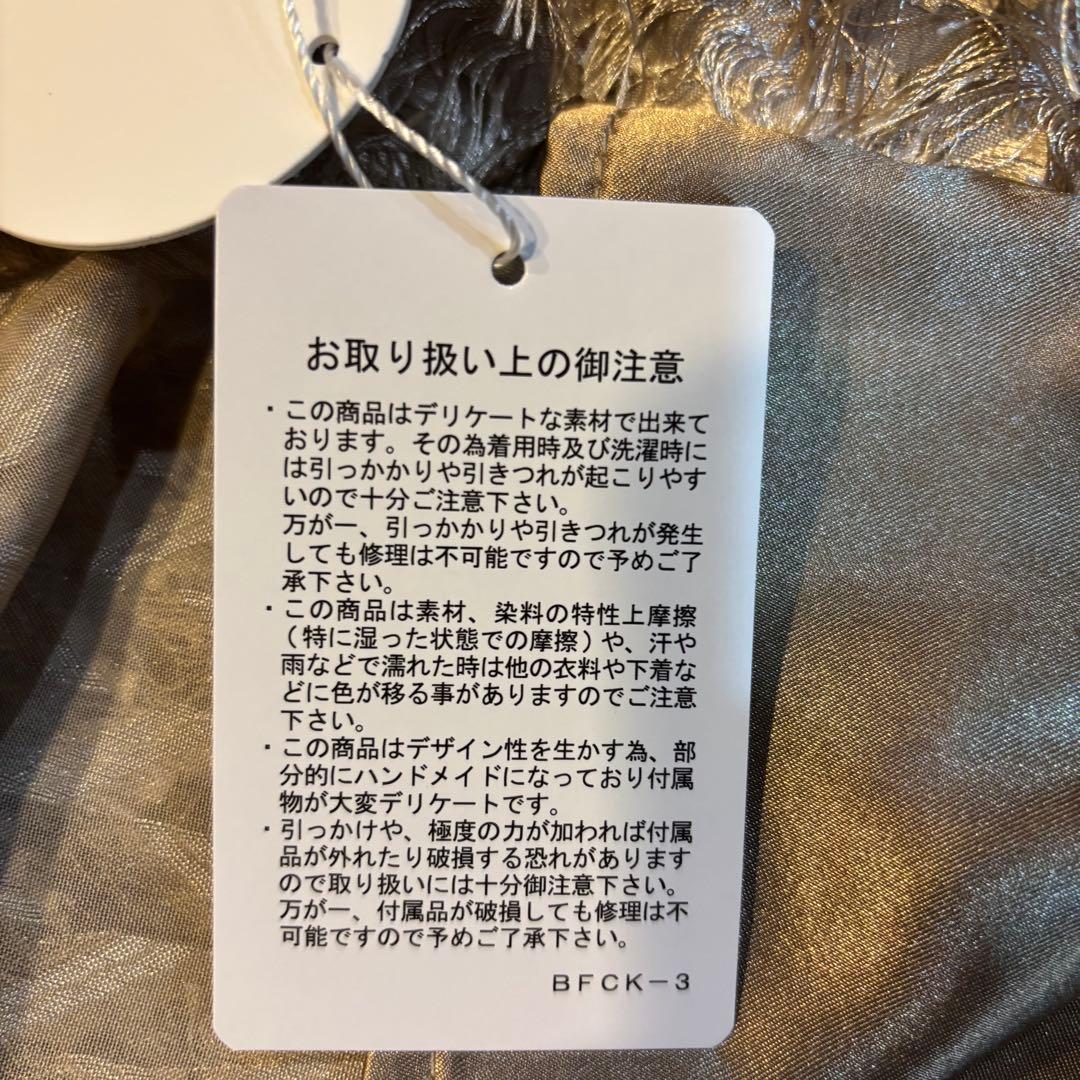 お取り扱い上の御注意
・この商品はデリケートな素材で出来て
おります。その為着用時及び洗濯時に
は引っかかりや引きつれが起こりやす
いので十分ご注意下さい。
万が一、引っかかりや引きつれが発生
しても修理は不可能ですので予めご了
承下さい。
・この商品は素材、染料の特性上摩擦
（特に湿った状態での摩擦）や、汗や
雨などで濡れた時は他の衣料や下着な
どに色が移る事がありますのでご注意
下さい。
・この商品はデザイン性を生かす為、部
分的にハンドメイドになっており付属
物が大変デリケートです。
・引っかけや、極度の力が加われば付属
品が外れたり破損する恐れがあります
ので取り扱いには十分御注意下さい。
万が一、付属品が破損しても修理は不
可能ですので予めご了承下さい。
ＢＦＣＫ－３